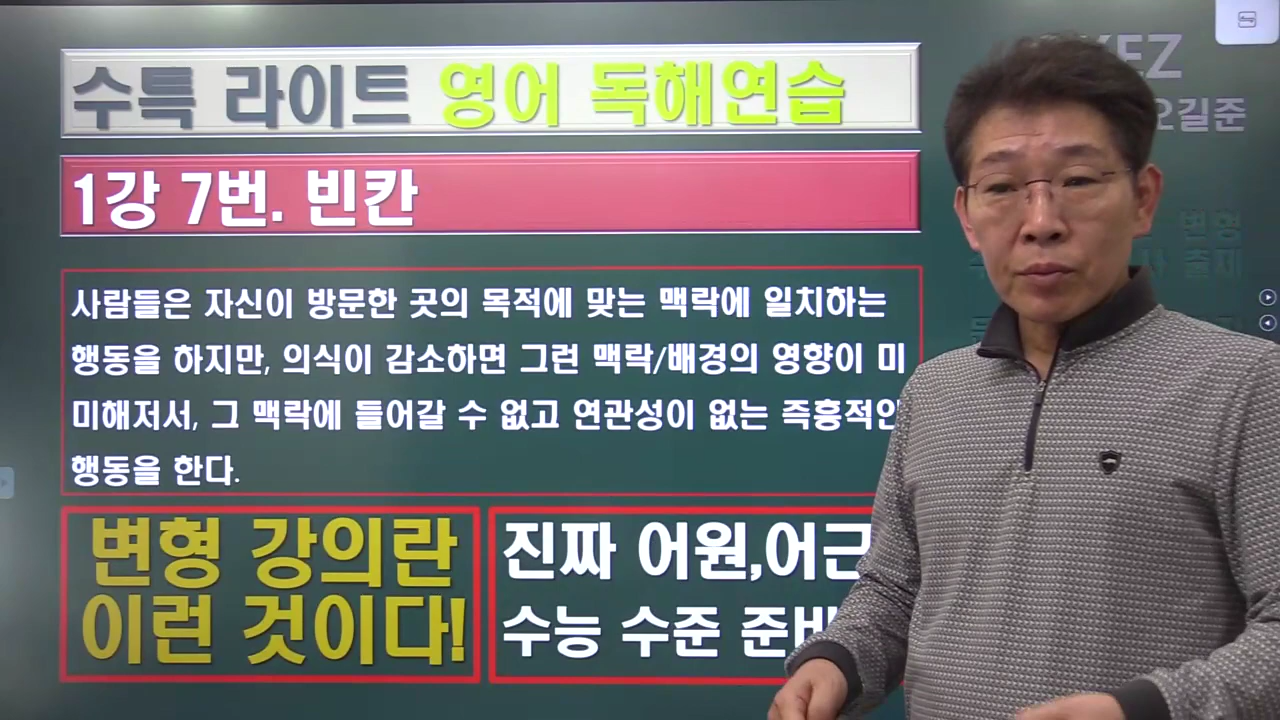 수특 라이트 영어 독해연습
오길준
1강 7번. 빈칸
변형
출제
사람들은 자신이 방문한 곳의 목적에 맞는 맥락에 일치하는
행동을 하지만, 의식이 감소하면 그런 맥락/배경의 영향이 미
미해저서, 그 맥락에 들어갈 수 없고 연관성이 없는 즉흥적인
행동을 한다.
변형 강의란
이런 것이다!
진짜 어원,어근
수능 수준